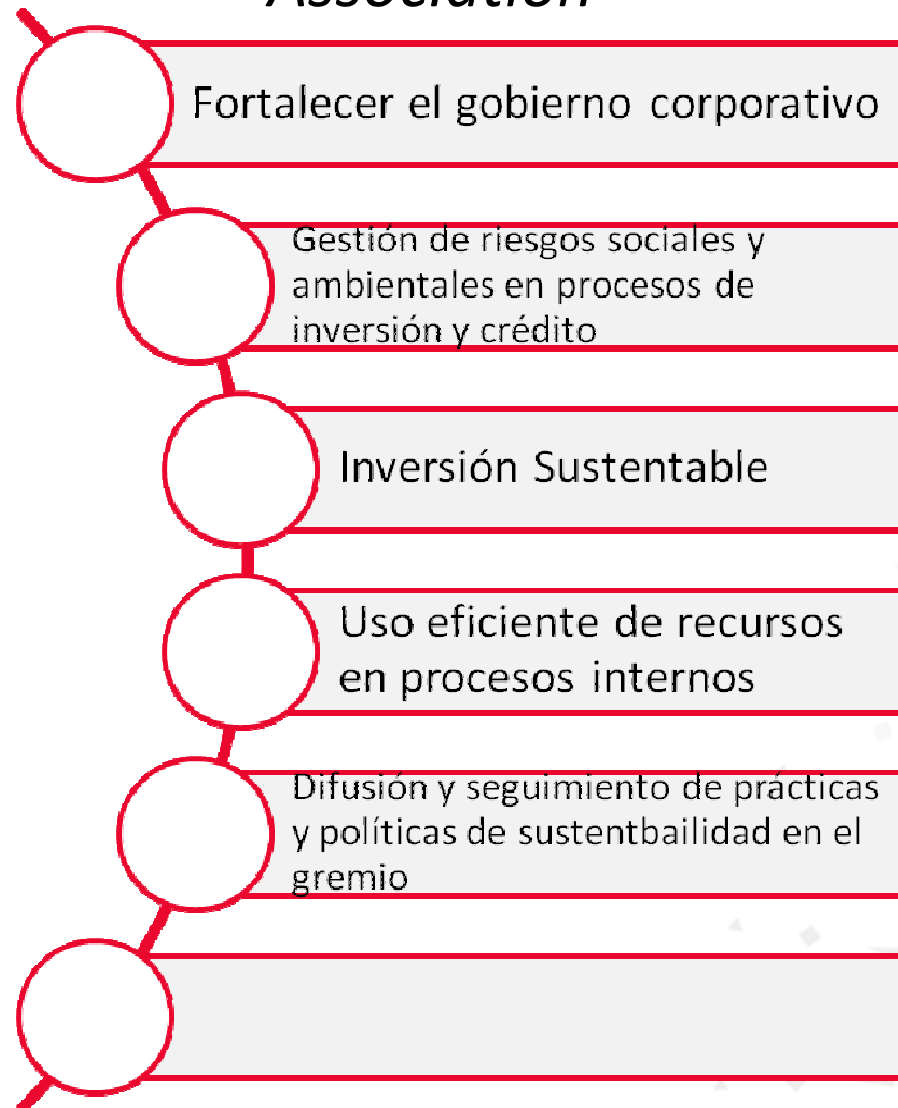 Association
Fortalecer el gobierno corporativo
Gestión de riesgos sociales y
ambientales en procesos de
inversión y crédito
Inversión Sustentable
Uso eficiente de recursos
en procesos internos
Difusión y seguimiento de prácticas
y políticas de sustentbailidad en el
gremio